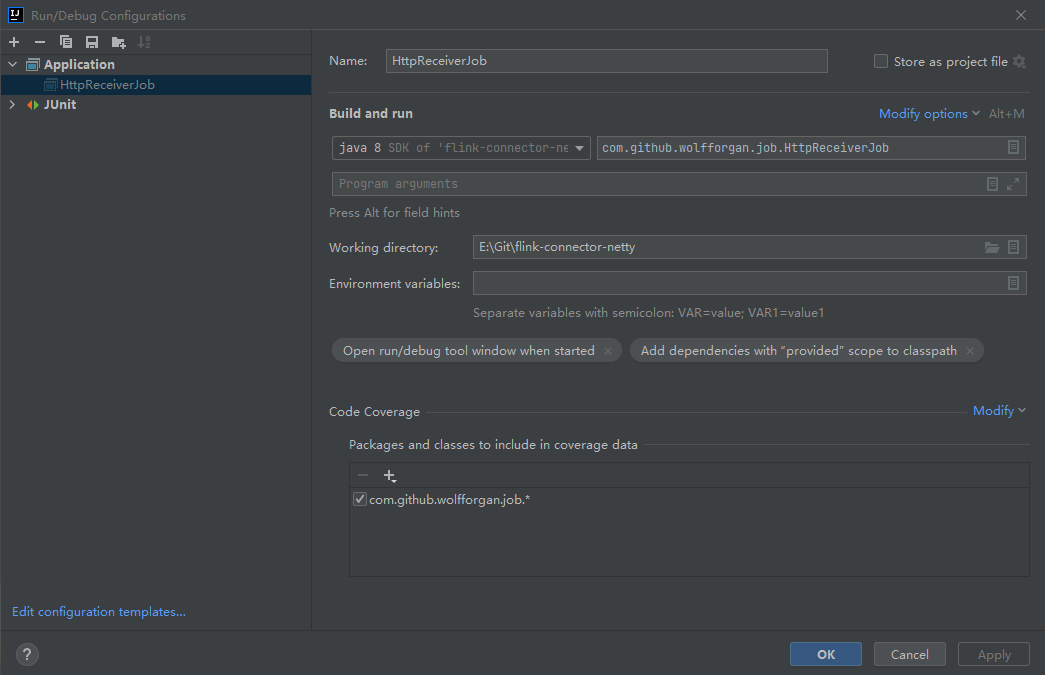 IJ Run/Debug Configurations
Application
HttpReceiverJob
JUnit
Edit configuration templates...
Name: HttpReceiverJob Store as project file
Build and run Modify options Alt+M
java 8 SDK of 'flink-connector-ne com.github.wolfforgan.job.HttpReceiverJob
Program arguments
Press Alt for field hints
Working directory: E:\Git\flink-connector-netty
Environment variables:
Separate variables with semicolon: VAR=value; VAR1=value1
Open run/debug tool window when started × Add dependencies with “provided” scope to classpath ×
Code Coverage Modify
Packages and classes to include in coverage data
com.github.wolfforgan.job.*
? OK Cancel Apply